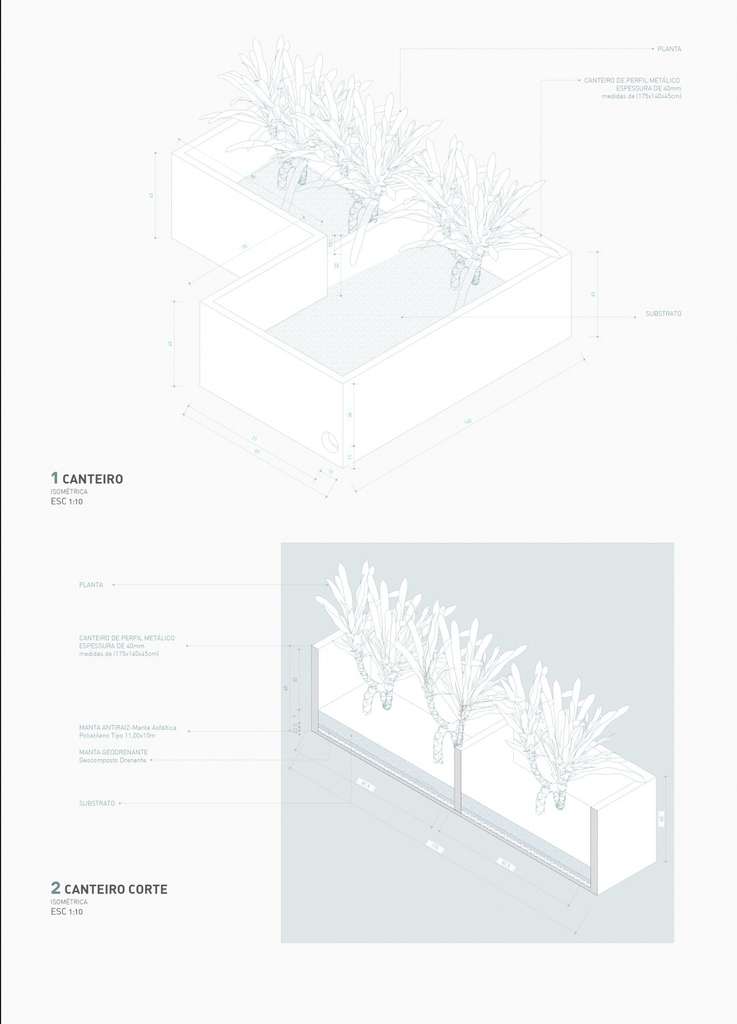 PLANTA
CANTEIRO DE PERFIL METÁLICO
ESPESSURA DE 40mm
medidas de (175x140x45cm)
SUBSTRATO
1 CANTEIRO
ISOMÉTRICA
ESC 1:10
PLANTA
CANTEIRO DE PERFIL METÁLICO
ESPESSURA DE 40mm
medidas de (175x140x45cm)
MANTA ANTIRAIZ-Manta Asfáltica
Polietileno Tipo 11,00x10m
MANTA GEODRENANTE
Geocomposto Drenante
SUBSTRATO
2 CANTEIRO CORTE
ISOMÉTRICA
ESC 1:10